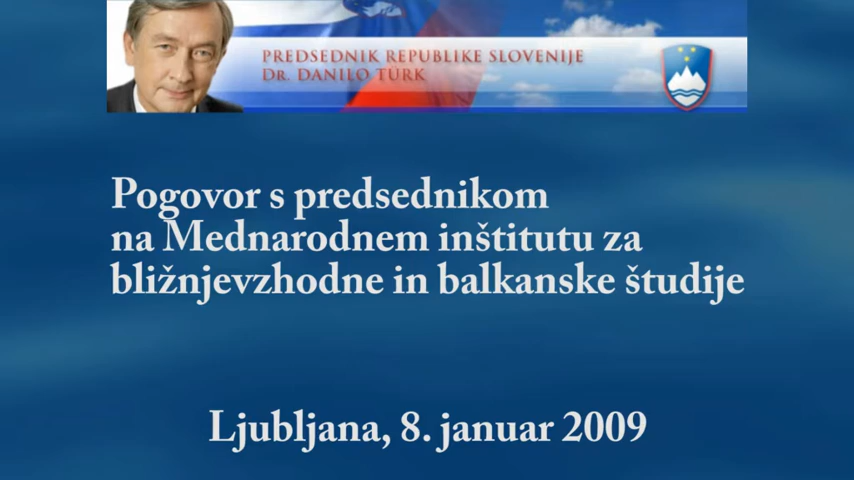 PREDSEDNIK REPUBLIKE SLOVENIJE
DR. DANILO TÜRK
Pogovor s predsednikom
na Mednarodnem inštitutu za
bližnjevzhodne in balkanske študije
Ljubljana, 8. januar 2009